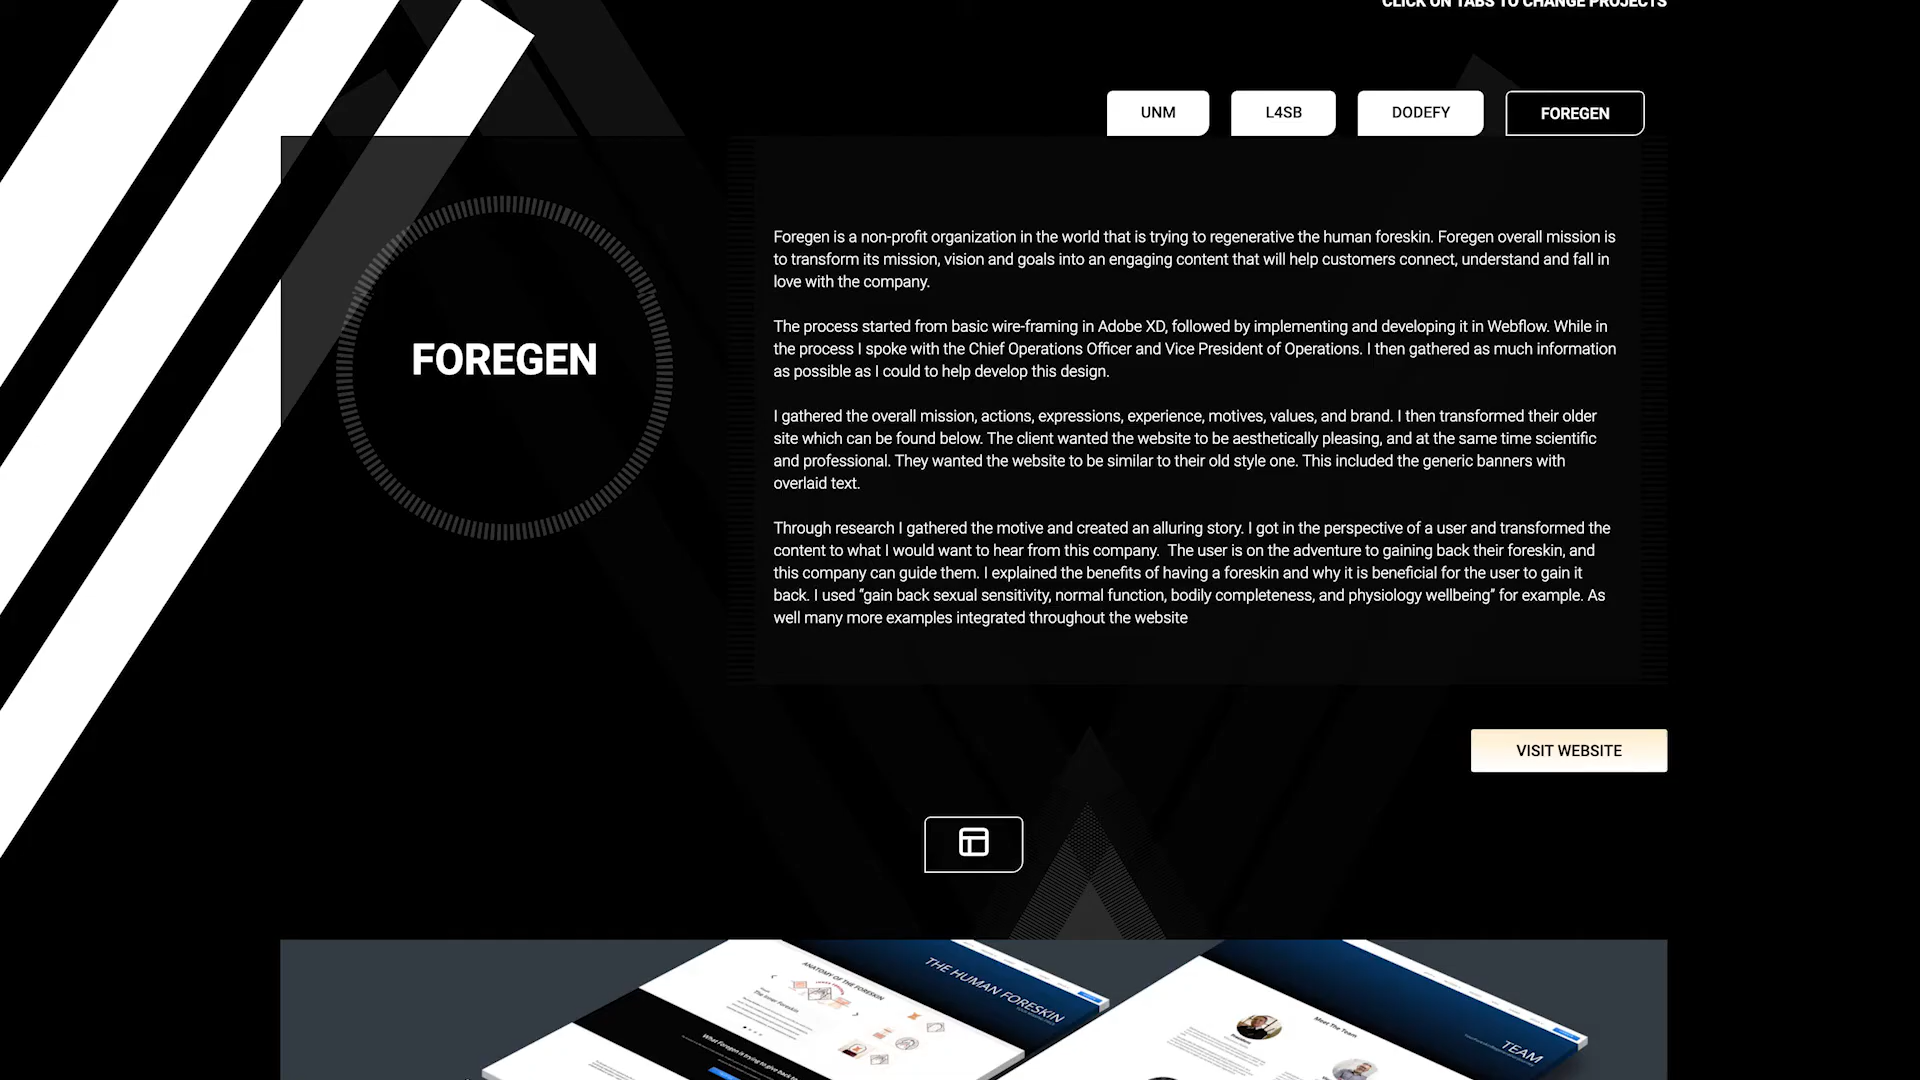 CLICK ON TABS TO CHANGE PROJECTS
UNM
L4SB
DODEFY
FOREGEN
FOREGEN
Foregen is a non-profit organization in the world that is trying to regenerative the human foreskin. Foregen overall mission is
to transform its mission, vision and goals into an engaging content that will help customers connect, understand and fall in
love with the company.
The process started from basic wire-framing in Adobe XD, followed by implementing and developing it in Webflow. While in
the process I spoke with the Chief Operations Officer and Vice President of Operations. I then gathered as much information
as possible as I could to help develop this design.
I gathered the overall mission, actions, expressions, experience, motives, values, and brand. I then transformed their older
site which can be found below. The client wanted the website to be aesthetically pleasing, and at the same time scientific
and professional. They wanted the website to be similar to their old style one. This included the generic banners with
overlaid text.
Through research I gathered the motive and created an alluring story. I got in the perspective of a user and transformed the
content to what I would want to hear from this company.  The user is on the adventure to gaining back their foreskin, and
this company can guide them. I explained the benefits of having a foreskin and why it is beneficial for the user to gain it
back. I used “gain back sexual sensitivity, normal function, bodily completeness, and physiology wellbeing” for example. As
well many more examples integrated throughout the website
VISIT WEBSITE
ANATOMY OF THE FORESKIN
The Inner Foreskin
THE HUMAN FORESKIN
What Foregen is trying to give back to
Meet The Team
TEAM